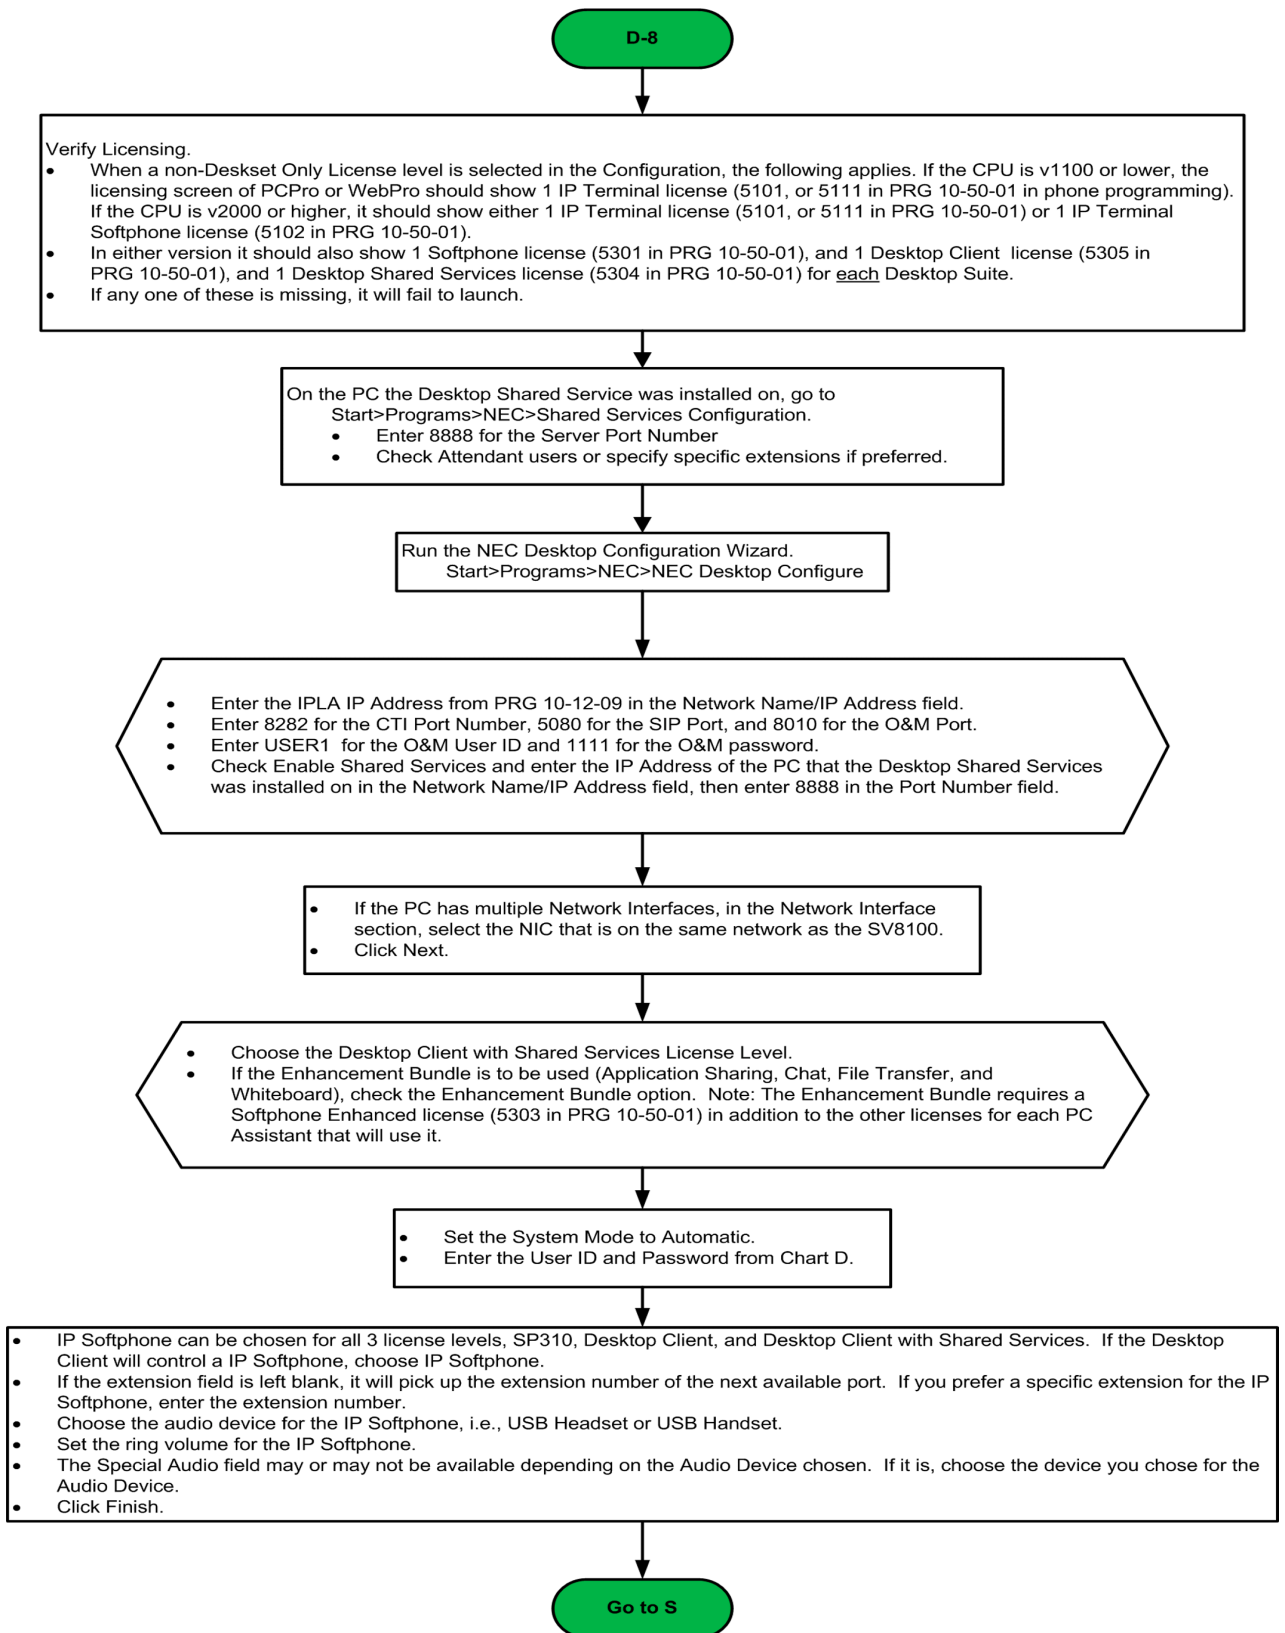 D-8
Verify Licensing.
• When a non-Deskset Only License level is selected in the Configuration, the following applies. If the CPU is v1100 or lower, the
licensing screen of PCPro or WebPro should show 1 IP Terminal license (5101, or 5111 in PRG 10-50-01 in phone programming).
If the CPU is v2000 or higher, it should show either 1 IP Terminal license (5101, or 5111 in PRG 10-50-01) or 1 IP Terminal
Softphone license (5102 in PRG 10-50-01).
• In either version it should also show 1 Softphone license (5301 in PRG 10-50-01), and 1 Desktop Client license (5305 in
PRG 10-50-01), and 1 Desktop Shared Services license (5304 in PRG 10-50-01) for each Desktop Suite.
• If any one of these is missing, it will fail to launch.
On the PC the Desktop Shared Service was installed on, go to
Start>Programs>NEC>Shared Services Configuration.
• Enter 8888 for the Server Port Number
• Check Attendant users or specify specific extensions if preferred.
Run the NEC Desktop Configuration Wizard.
Start>Programs>NEC>NEC Desktop Configure
• Enter the IPLA IP Address from PRG 10-12-09 in the Network Name/IP Address field.
• Enter 8282 for the CTI Port Number, 5080 for the SIP Port, and 8010 for the O&M Port.
• Enter USER1 for the O&M User ID and 1111 for the O&M password.
• Check Enable Shared Services and enter the IP Address of the PC that the Desktop Shared Services
was installed on in the Network Name/IP Address field, then enter 8888 in the Port Number field.
• If the PC has multiple Network Interfaces, in the Network Interface
section, select the NIC that is on the same network as the SV8100.
• Click Next.
• Choose the Desktop Client with Shared Services License Level.
• If the Enhancement Bundle is to be used (Application Sharing, Chat, File Transfer, and
Whiteboard), check the Enhancement Bundle option. Note: The Enhancement Bundle requires a
Softphone Enhanced license (5303 in PRG 10-50-01) in addition to the other licenses for each PC
Assistant that will use it.
• Set the System Mode to Automatic.
• Enter the User ID and Password from Chart D.
• IP Softphone can be chosen for all 3 license levels, SP310, Desktop Client, and Desktop Client with Shared Services. If the Desktop
Client will control a IP Softphone, choose IP Softphone.
• If the extension field is left blank, it will pick up the extension number of the next available port. If you prefer a specific extension for the IP
Softphone, enter the extension number.
• Choose the audio device for the IP Softphone, i.e., USB Headset or USB Handset.
• Set the ring volume for the IP Softphone.
• The Special Audio field may or may not be available depending on the Audio Device chosen. If it is, choose the device you chose for the
Audio Device.
• Click Finish.
Go to S